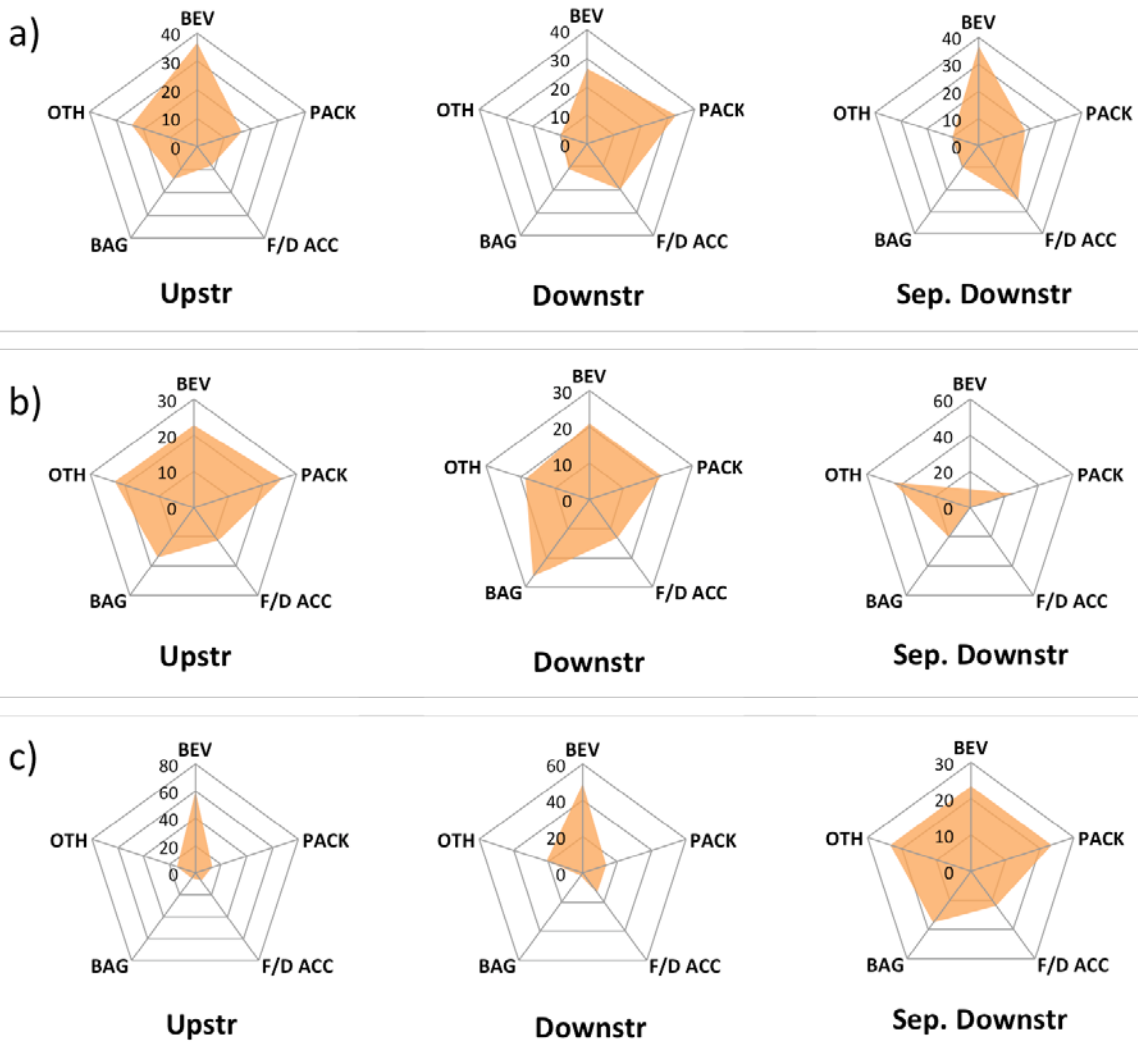 a)
BEV
40
30
20
10
0
OTH
PACK
BAG
F/D ACC
Upstr
BEV
40
30
20
10
0
OTH
PACK
BAG
F/D ACC
Downstr
BEV
40
30
20
10
0
OTH
PACK
BAG
F/D ACC
Sep. Downstr
b)
BEV
30
20
10
0
OTH
PACK
BAG
F/D ACC
Upstr
BEV
30
20
10
0
OTH
PACK
BAG
F/D ACC
Downstr
BEV
60
40
20
0
OTH
PACK
BAG
F/D ACC
Sep. Downstr
c)
BEV
80
60
40
20
0
OTH
PACK
BAG
F/D ACC
Upstr
BEV
60
40
20
0
OTH
PACK
BAG
F/D ACC
Downstr
BEV
30
20
10
0
OTH
PACK
BAG
F/D ACC
Sep. Downstr